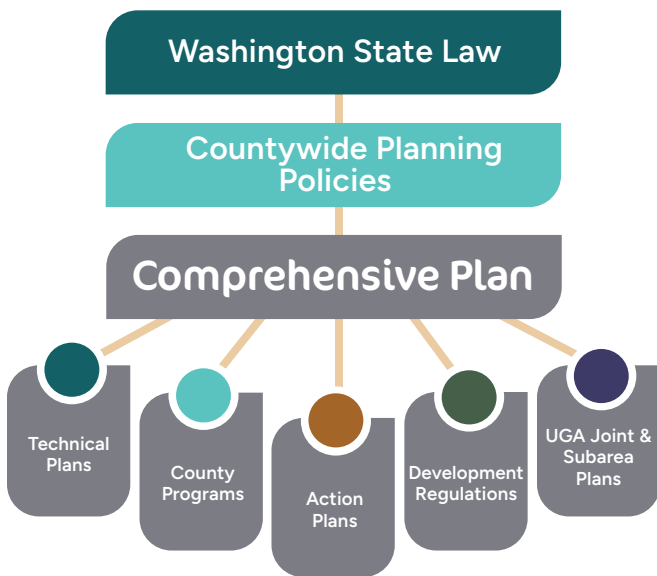 Washington State Law
Countywide Planning
Policies
Comprehensive Plan
Technical
Plans
County
Programs
Action
Plans
Development
Regulations
UGA Joint &
Subarea
Plans